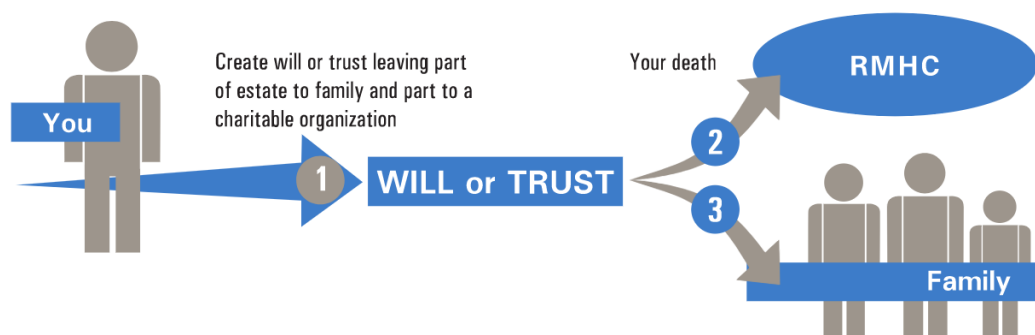 You
Create will or trust leaving part
of estate to family and part to a
charitable organization
1
WILL or TRUST
Your death
2
RMHC
3
Family